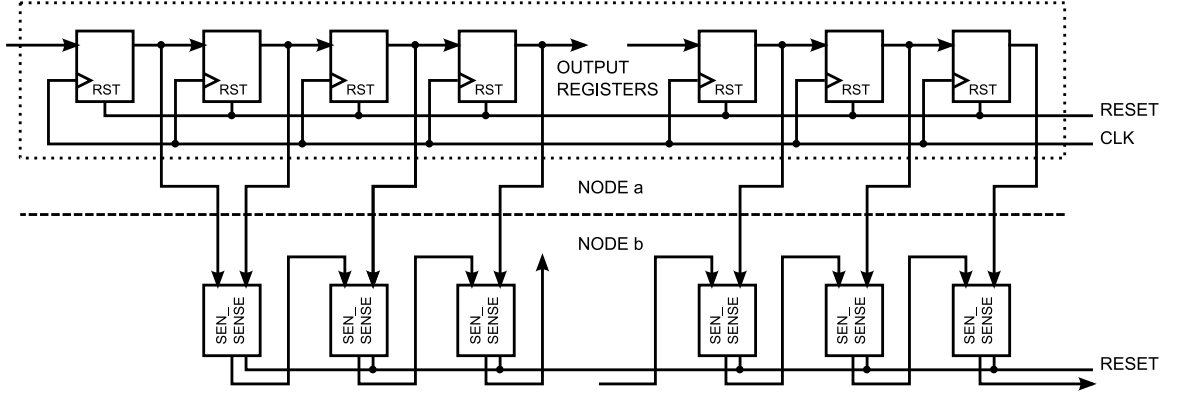 RST
RST
RST
RST
OUTPUT
REGISTERS
RST
RST
RST
RESET
CLK
NODE a
NODE b
SEN_
SENSE
SEN_
SENSE
SEN_
SENSE
SEN_
SENSE
SEN_
SENSE
SEN_
SENSE
RESET